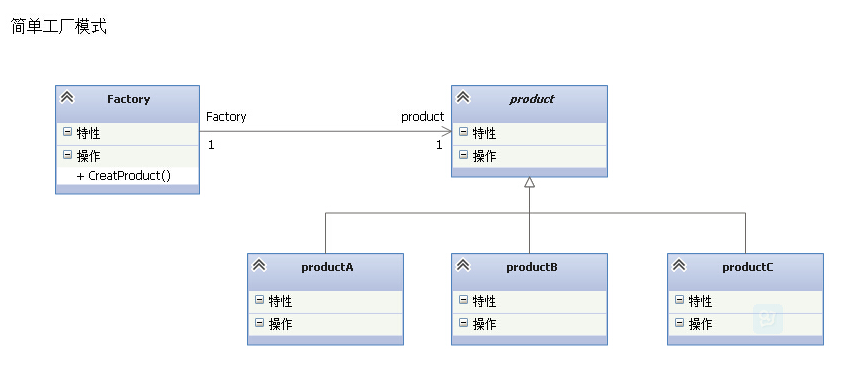 简单工厂模式
Factory
特性
操作
+ CreatProduct()
Factory
1
product
1
product
特性
操作
productA
特性
操作
productB
特性
操作
productC
特性
操作